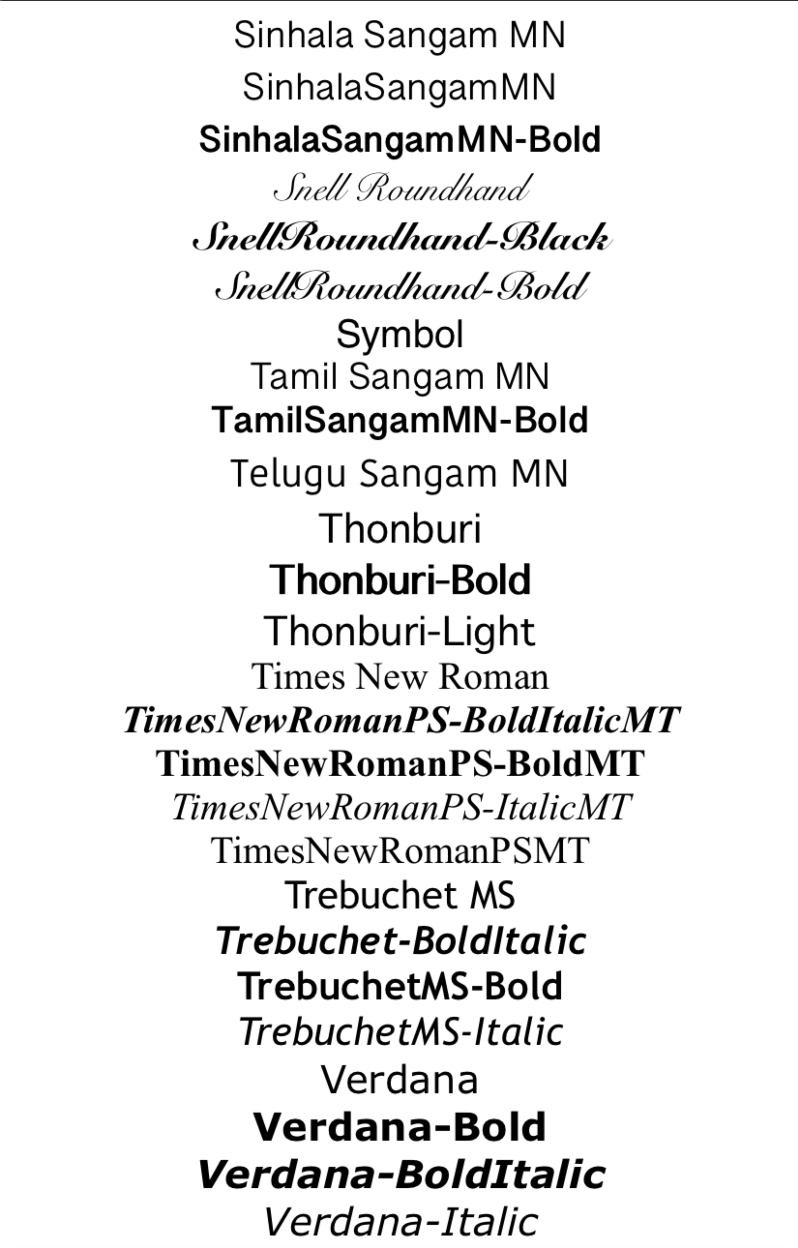 Sinhala Sangam MN
SinhalaSangamMN
SinhalaSangamMN-Bold
Snell Roundhand
SnellRoundhand-Black
SnellRoundhand-Bold
Symbol
Tamil Sangam MN
TamilSangamMN-Bold
Telugu Sangam MN
Thonburi
Thonburi-Bold
Thonburi-Light
Times New Roman
TimesNewRomanPS-BoldItalicMT
TimesNewRomanPS-BoldMT
TimesNewRomanPS-ItalicMT
TimesNewRomanPSMT
Trebuchet MS
Trebuchet-BoldItalic
TrebuchetMS-Bold
TrebuchetMS-Italic
Verdana
Verdana-Bold
Verdana-BoldItalic
Verdana-Italic